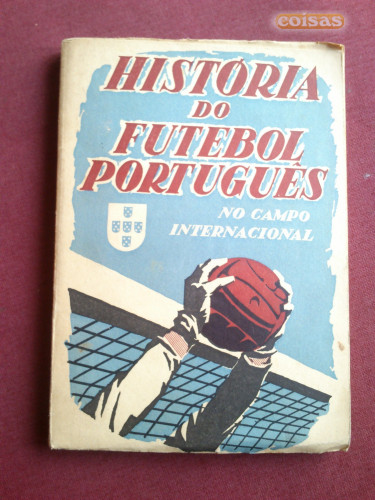 coisas
HISTÓRIA
DO
FUTEBOL
PORTUGUÊS
NO CAMPO
INTERNACIONAL